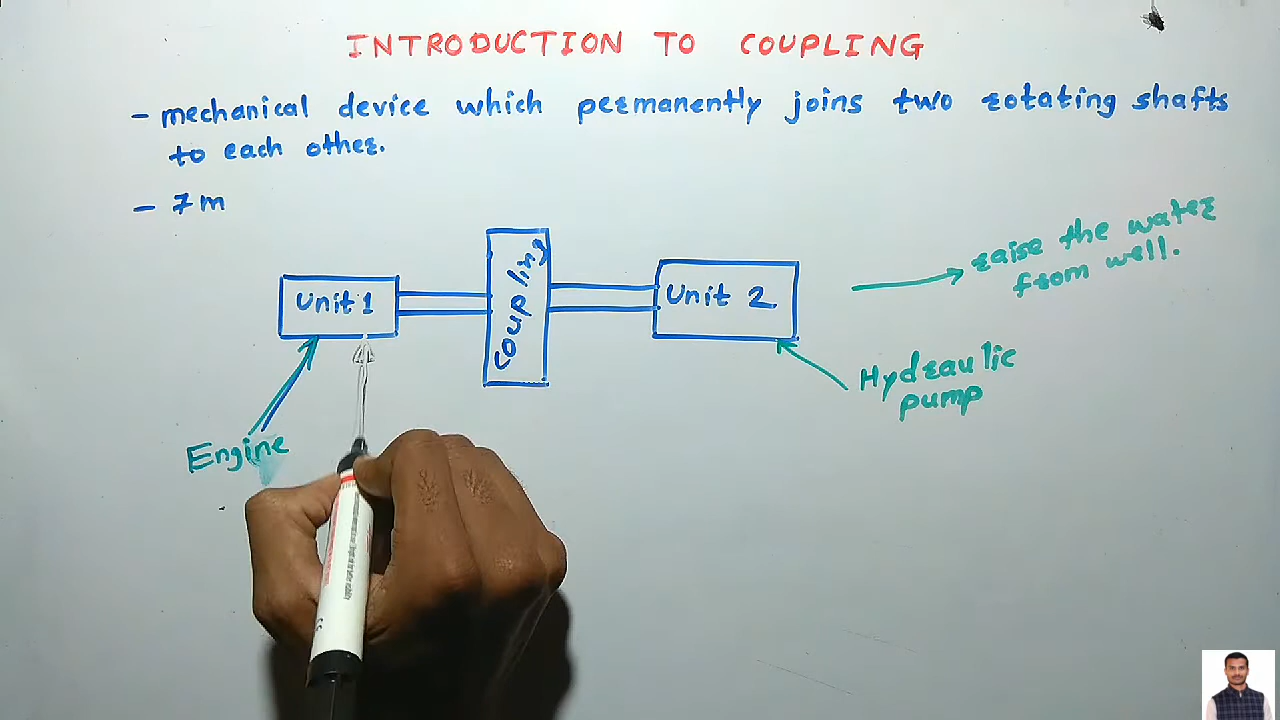 INTRODUCTION TO COUPLING
- mechanical device which permanently joins two rotating shafts
to each other.
- 7m
raise the water
from well.
Unit 1
Coupling
Unit 2
Hydraulic
pump
Engine